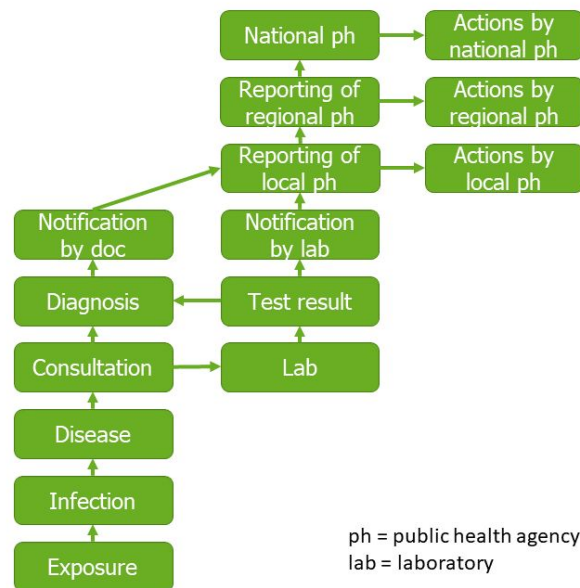 National ph
Actions by
national ph
Reporting of
regional ph
Actions by
regional ph
Reporting of
local ph
Actions by
local ph
Notification
by doc
Notification
by lab
Diagnosis
Test result
Consultation
Lab
Disease
Infection
Exposure
ph = public health agency
lab = laboratory